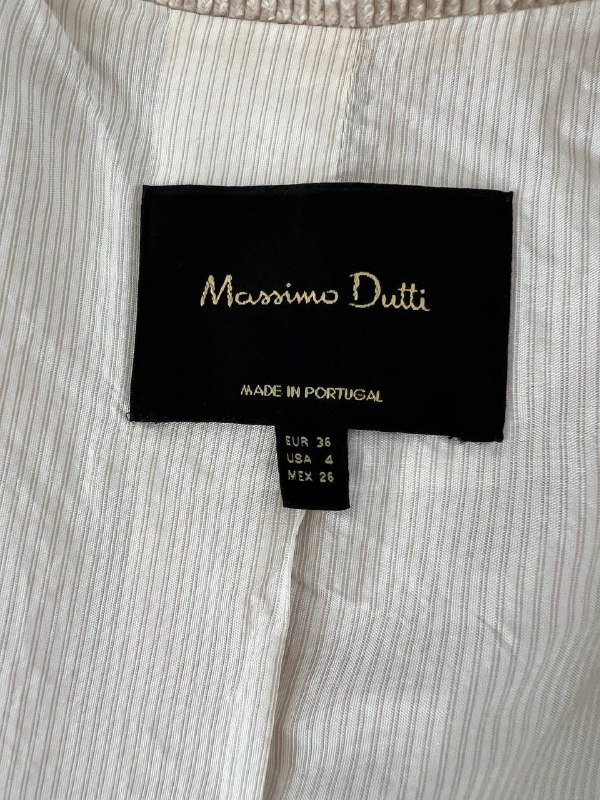 Massimo Dutti
MADE IN PORTUGAL
EUR 36
USA 4
MEX 26